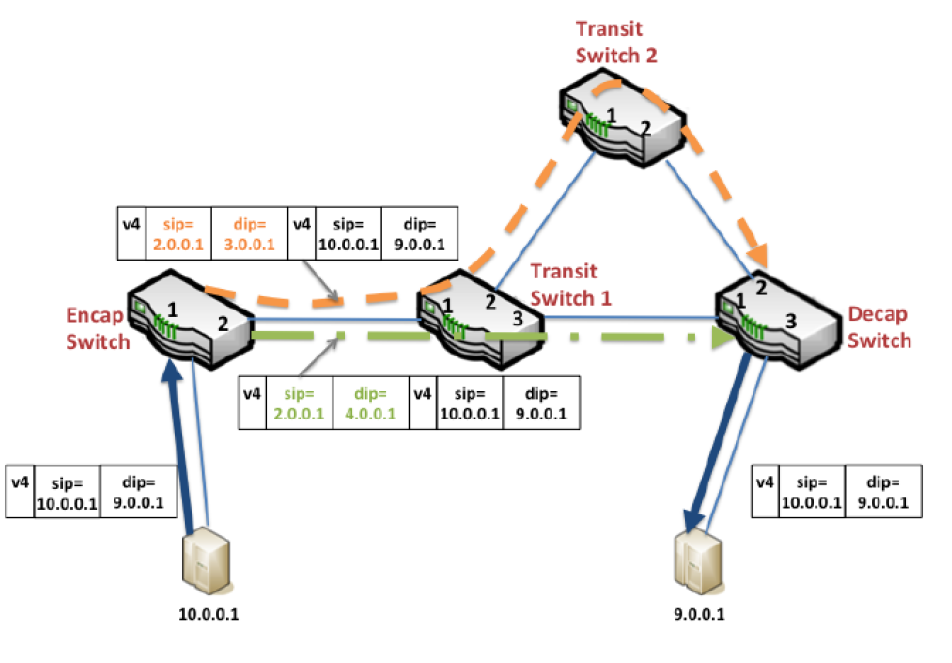 Transit
Switch 2
1
2
v4 sip= dip= v4 sip= dip=
2.0.0.1 3.0.0.1 10.0.0.1 9.0.0.1
Transit
Switch 1
Encap
Switch
1
2
1
2
3
1
2
3
Decap
Switch
v4 sip= dip= v4 sip= dip=
2.0.0.1 4.0.0.1 10.0.0.1 9.0.0.1
v4 sip= dip=
10.0.0.1 9.0.0.1
v4 sip= dip=
10.0.0.1 9.0.0.1
10.0.0.1
9.0.0.1